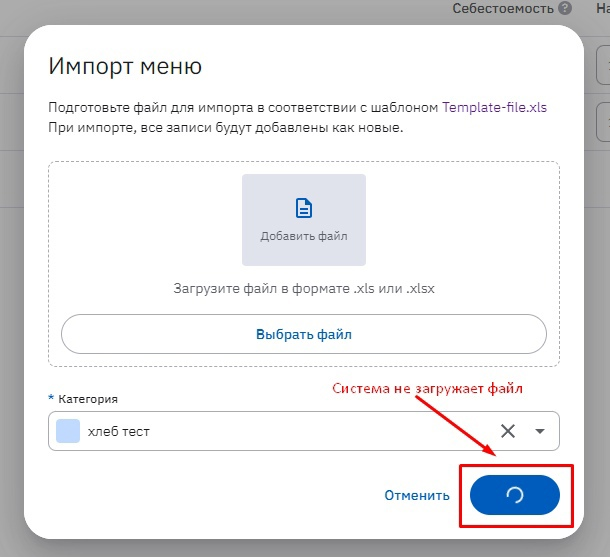 Себестоемость ? На
Импорт меню
Подготовьте файл для импорта в соответствии с шаблоном Template-file.xls
При импорте, все записи будут добавлены как новые.
Добавить файл
Загрузите файл в формате .xls или .xlsx
Выбрать файл
Система не загружает файл
* Категория
хлеб тест
Отменить